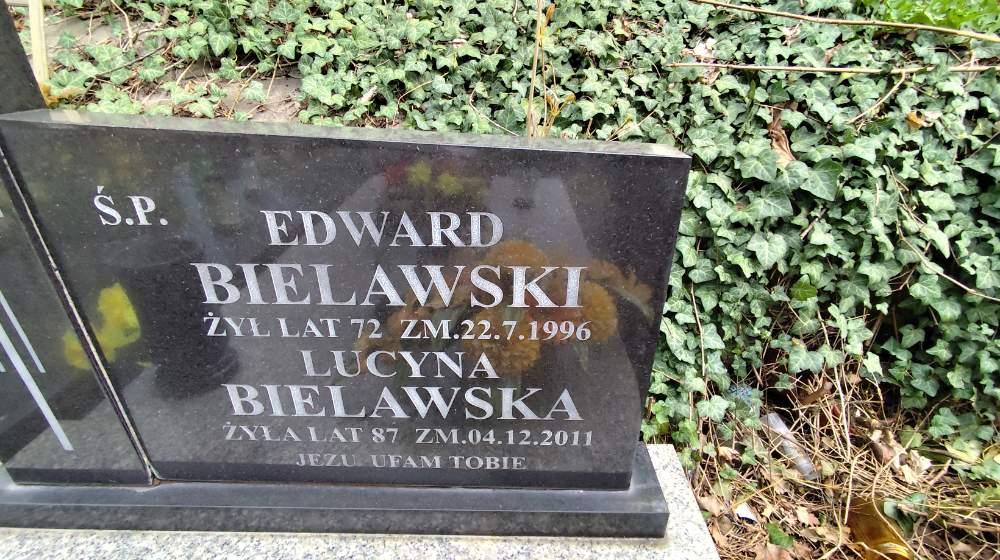 Ś.P. EDWARD
BIELAWSKI
ŻYŁ LAT 72 ZM.22.7.1996
LUCYNA
BIELAWSKA
ŻYŁA LAT 87 ZM.04.12.2011
JEZU UFAM TOBIE